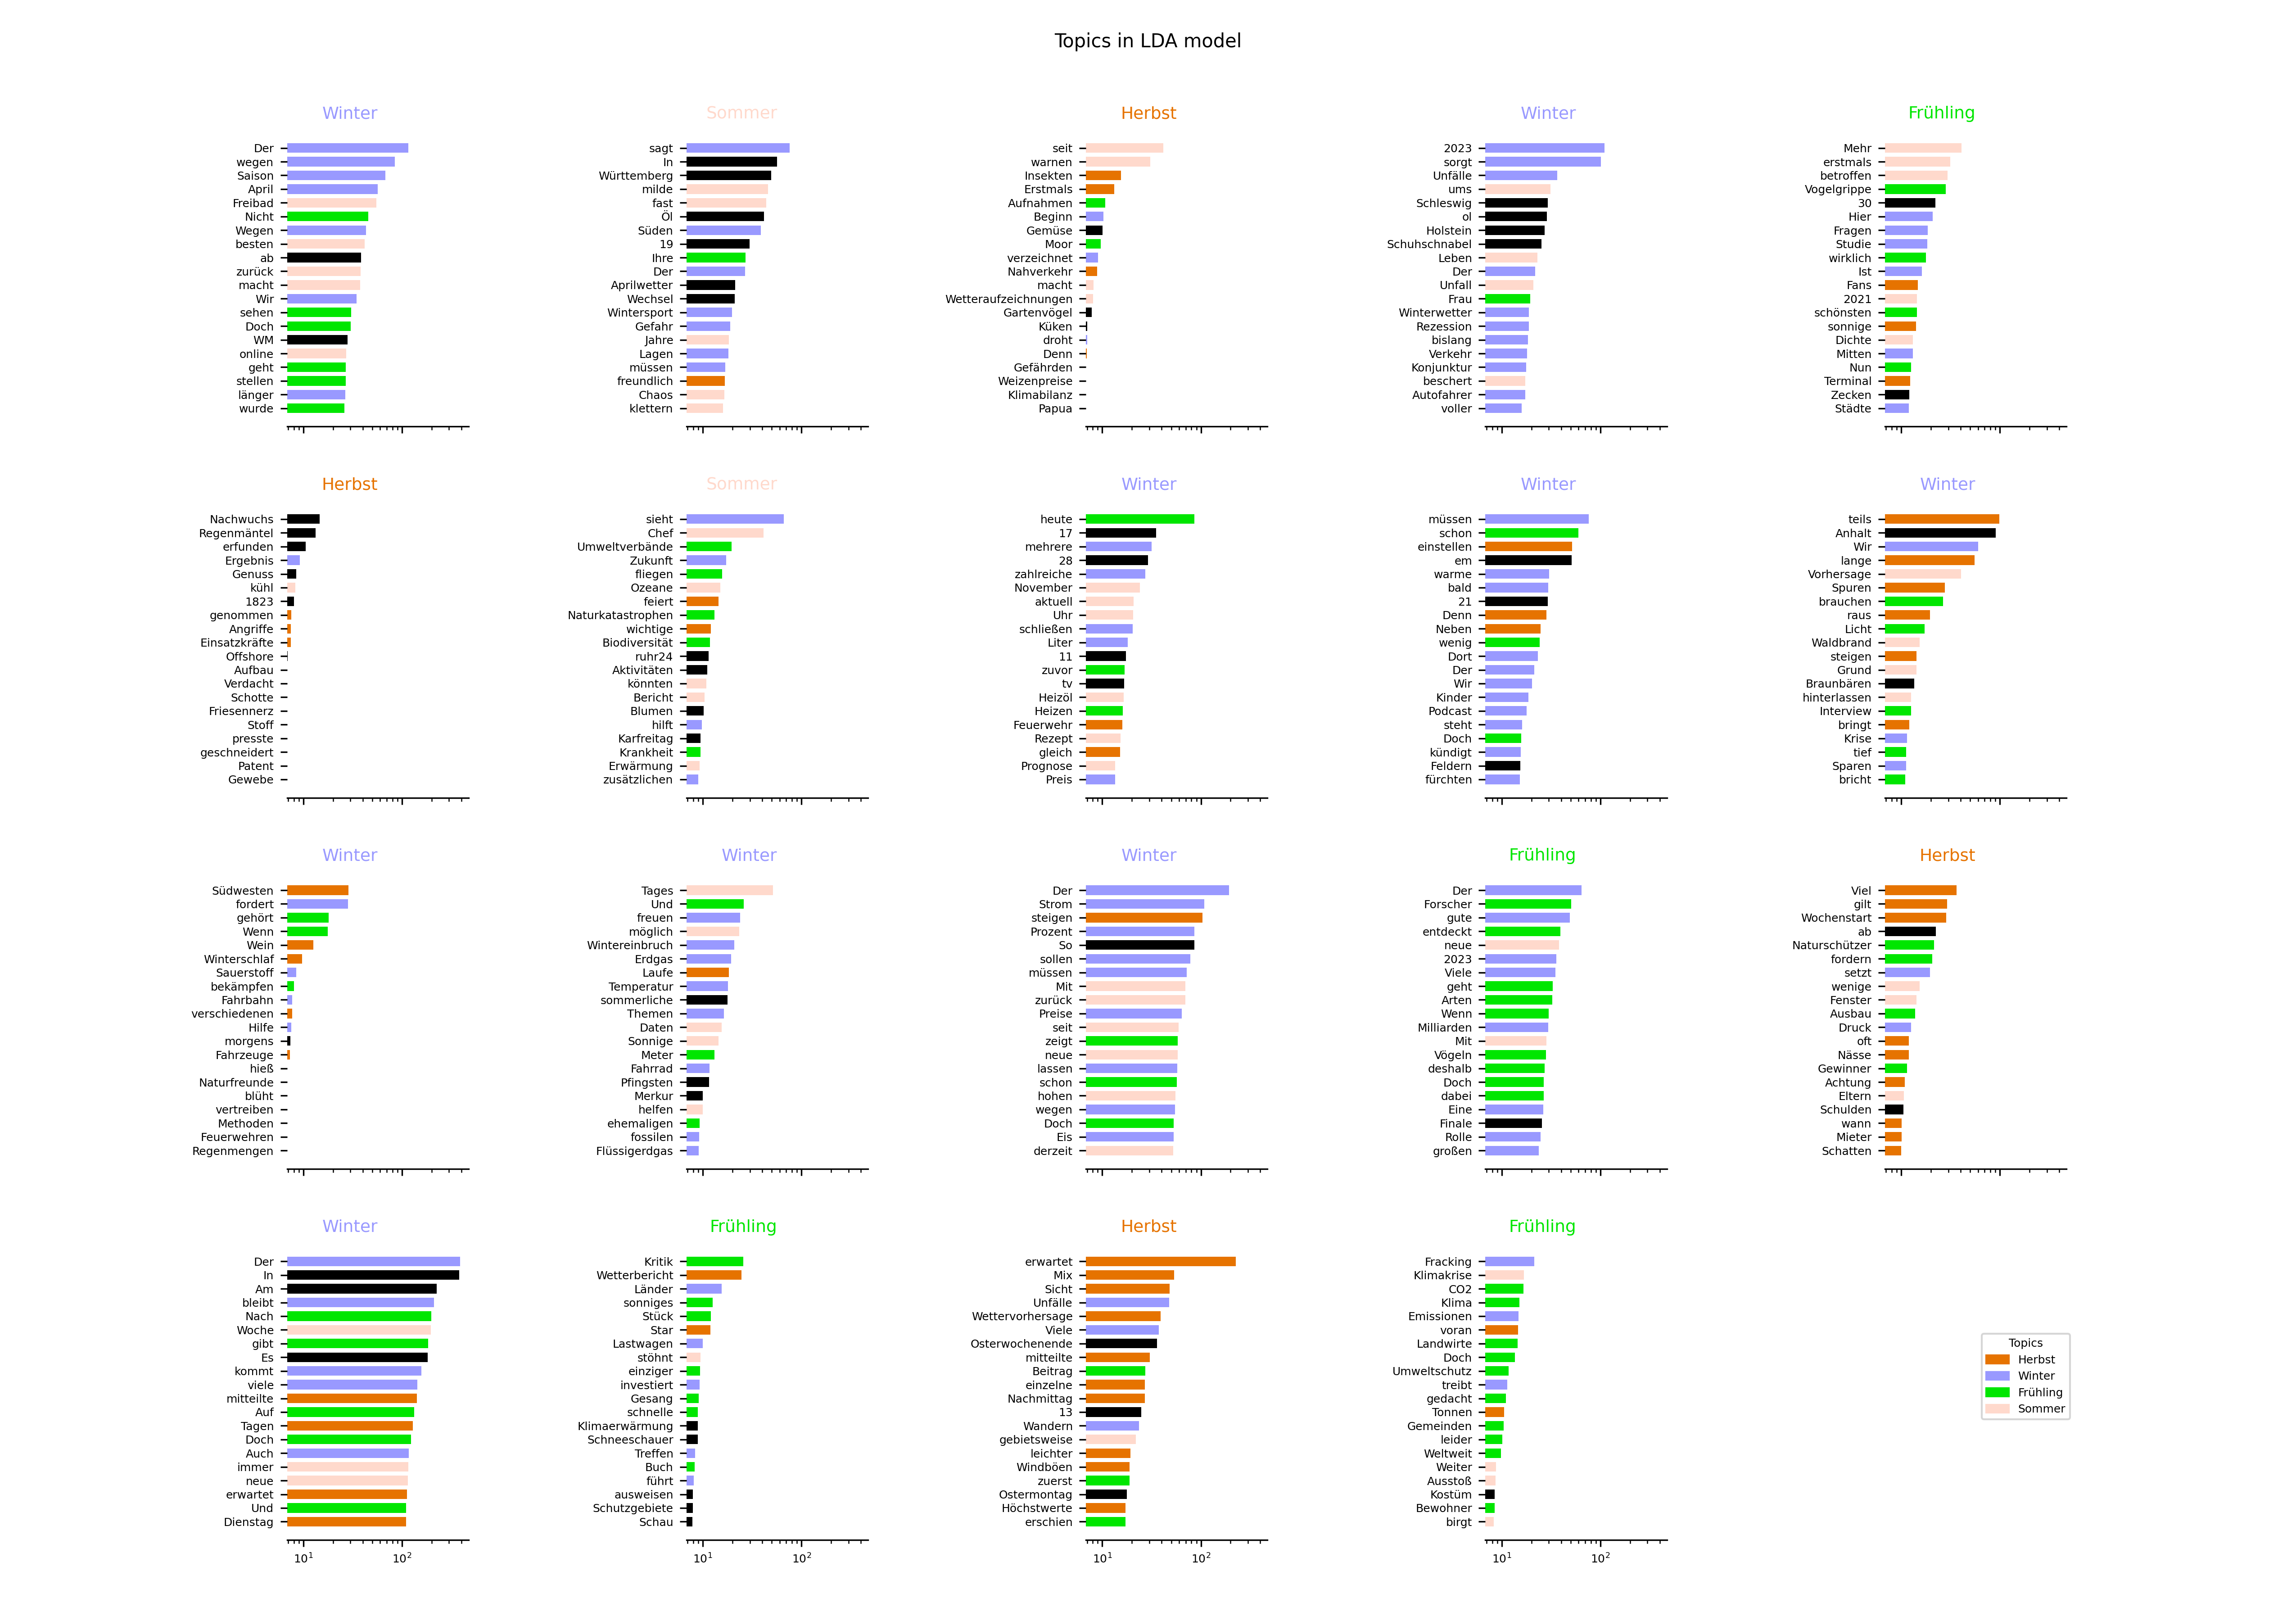 Topics in LDA model
Winter
Der
wegen
Saison
April
Freibad
Nicht
Wegen
besten
ab
zurück
macht
Wir
sehen
Doch
WM
online
geht
stellen
länger
wurde
Sommer
sagt
In
Württemberg
milde
fast
Öl
Süden
19
Ihre
Der
Aprilwetter
Wechsel
Wintersport
Gefahr
Jahre
Lagen
müssen
freundlich
Chaos
klettern
Herbst
seit
warnen
Insekten
Erstmals
Aufnahmen
Beginn
Gemüse
Moor
verzeichnet
Nahverkehr
macht
Wetteraufzeichnungen
Gartenvögel
Küken
droht
Denn
Gefährden
Weizenpreise
Klimabilanz
Papua
Winter
2023
sorgt
Unfälle
ums
Schleswig
ol
Holstein
Schuhschnabel
Leben
Der
Unfall
Frau
Winterwetter
Rezession
bislang
Verkehr
Konjunktur
beschert
Autofahrer
voller
Frühling
Mehr
erstmals
betroffen
Vogelgrippe
30
Hier
Fragen
Studie
wirklich
Ist
Fans
2021
schönsten
sonnige
Dichte
Mitten
Nun
Terminal
Zecken
Städte
Herbst
Nachwuchs
Regenmäntel
erfunden
Ergebnis
Genuss
kühl
1823
genommen
Angriffe
Einsatzkräfte
Offshore
Aufbau
Verdacht
Schotte
Friesennerz
Stoff
presste
geschneidert
Patent
Gewebe
Sommer
sieht
Chef
Umweltverbände
Zukunft
fliegen
Ozeane
feiert
Naturkatastrophen
wichtige
Biodiversität
ruhr24
Aktivitäten
könnten
Bericht
Blumen
hilft
Karfreitag
Krankheit
Erwärmung
zusätzlichen
Winter
heute
17
mehrere
28
zahlreiche
November
aktuell
Uhr
schließen
Liter
11
zuvor
tv
Heizöl
Heizen
Feuerwehr
Rezept
gleich
Prognose
Preis
Winter
müssen
schon
einstellen
em
warme
bald
21
Denn
Neben
wenig
Dort
Der
Wir
Kinder
Podcast
steht
Doch
kündigt
Feldern
fürchten
Winter
teils
Anhalt
Wir
lange
Vorhersage
Spuren
brauchen
raus
Licht
Waldbrand
steigen
Grund
Braunbären
hinterlassen
Interview
bringt
Krise
tief
Sparen
bricht
Winter
Südwesten
fordert
gehört
Wenn
Wein
Winterschlaf
Sauerstoff
bekämpfen
Fahrbahn
verschiedenen
Hilfe
morgens
Fahrzeuge
hieß
Naturfreunde
blüht
vertreiben
Methoden
Feuerwehren
Regenmengen
Winter
Tages
Und
freuen
möglich
Wintereinbruch
Erdgas
Laufe
Temperatur
sommerliche
Themen
Daten
Sonnige
Meter
Fahrrad
Pfingsten
Merkur
helfen
ehemaligen
fossilen
Flüssigerdgas
Winter
Der
Strom
steigen
Prozent
So
sollen
müssen
Mit
zurück
Preise
seit
zeigt
neue
lassen
schon
hohen
wegen
Doch
Eis
derzeit
Frühling
Der
Forscher
gute
entdeckt
neue
2023
Viele
geht
Arten
Wenn
Milliarden
Mit
Vögeln
deshalb
Doch
dabei
Eine
Finale
Rolle
großen
Herbst
Viel
gilt
Wochenstart
ab
Naturschützer
fordern
setzt
wenige
Fenster
Ausbau
Druck
oft
Nässe
Gewinner
Achtung
Eltern
Schulden
wann
Mieter
Schatten
Winter
Der
In
Am
bleibt
Nach
Woche
gibt
Es
kommt
viele
mitteilte
Auf
Tagen
Doch
Auch
immer
neue
erwartet
Und
Dienstag
10¹ 10²
Frühling
Kritik
Wetterbericht
Länder
sonniges
Stück
Star
Lastwagen
stöhnt
einziger
investiert
Gesang
schnelle
Klimaerwärmung
Schneeschauer
Treffen
Buch
führt
ausweisen
Schutzgebiete
Schau
10¹ 10²
Herbst
erwartet
Mix
Sicht
Unfälle
Wettervorhersage
Viele
Osterwochenende
mitteilte
Beitrag
einzelne
Nachmittag
13
Wandern
gebietsweise
leichter
Windböen
zuerst
Ostermontag
Höchstwerte
erschien
10¹ 10²
Frühling
Fracking
Klimakrise
CO2
Klima
Emissionen
voran
Landwirte
Doch
Umweltschutz
treibt
gedacht
Tonnen
Gemeinden
leider
Weltweit
Weiter
Ausstoß
Kostüm
Bewohner
birgt
10¹ 10²
Topics
Herbst
Winter
Frühling
Sommer